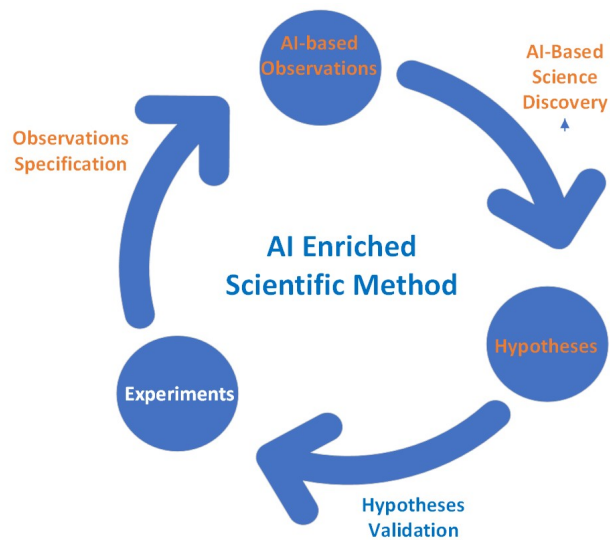 AI-based
Observations
AI-Based
Science
Discovery
Observations
Specification
AI Enriched
Scientific Method
Hypotheses
Experiments
Hypotheses
Validation